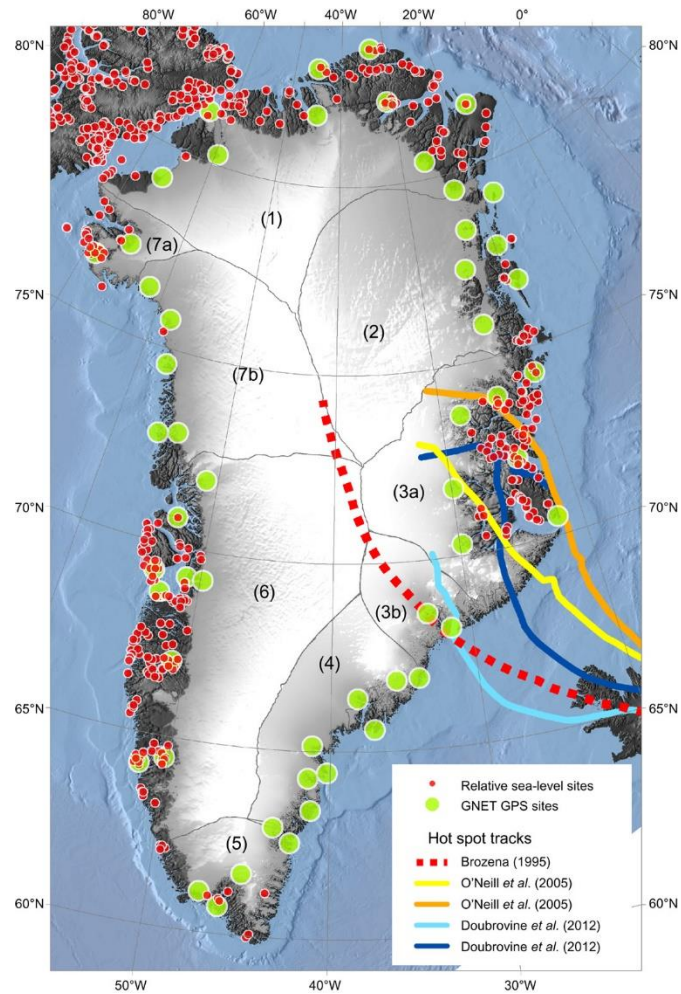 80°W 60°W 40°W 20°W 0°
80°N 80°N
(1)
(7a)
75°N 75°N
(2)
(7b)
(3a)
70°N 70°N
(6)
(3b)
(4)
65°N 65°N
Relative sea-level sites
GNET GPS sites
(5)
Hot spot tracks
Brozena (1995)
O'Neill et al. (2005)
60°N 60°N
O'Neill et al. (2005)
Doubrovine et al. (2012)
Doubrovine et al. (2012)
50°W 40°W 30°W